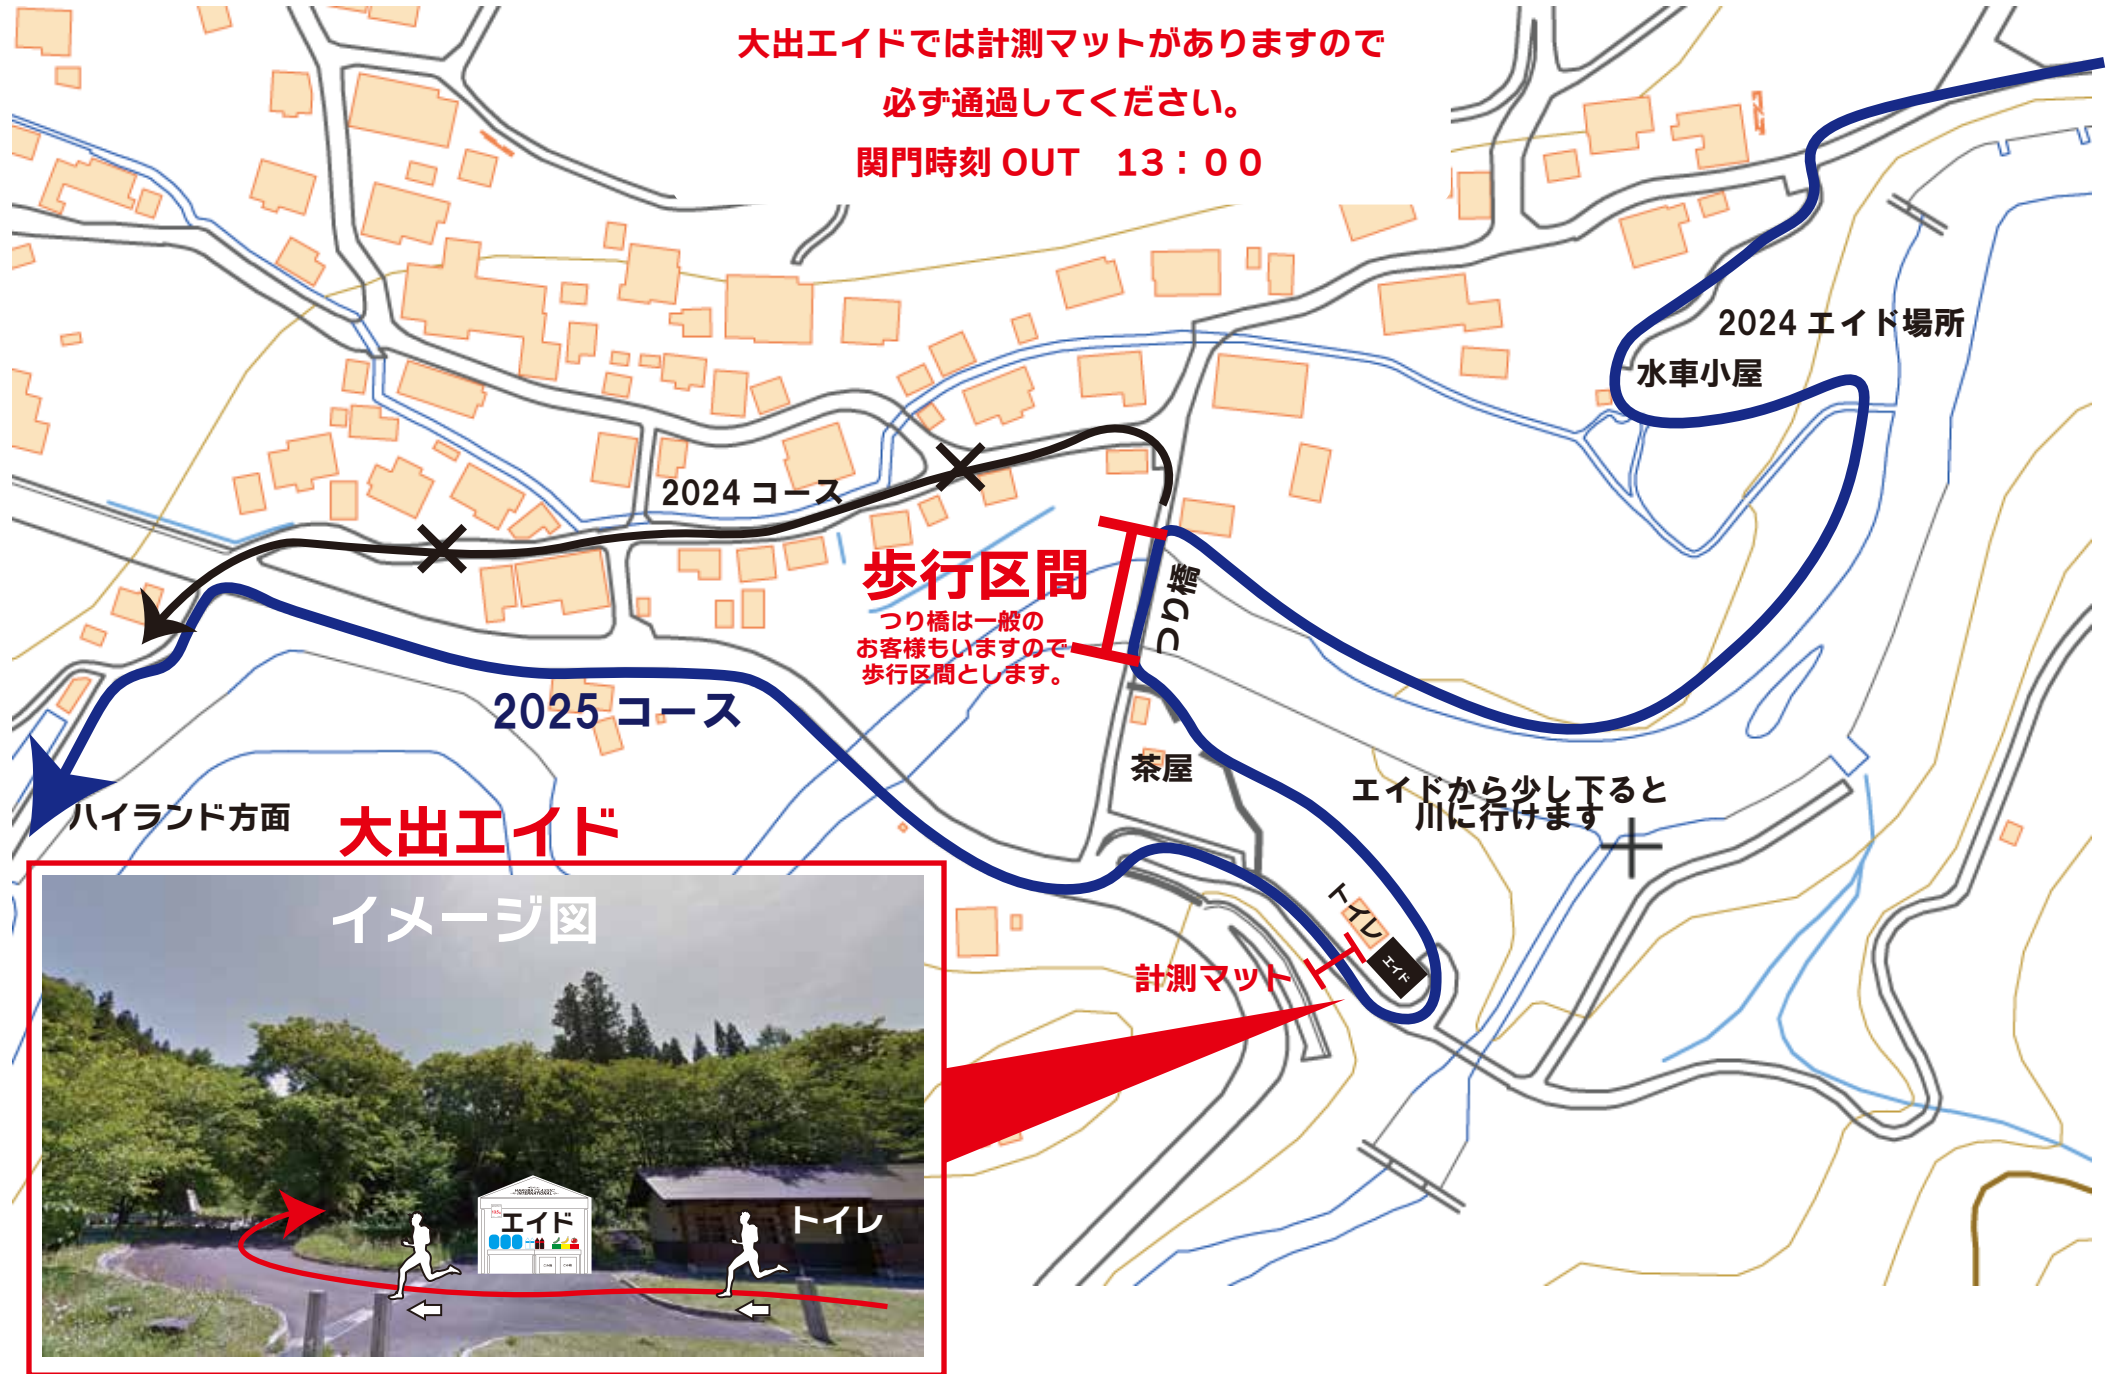 大出エイドでは計測マットがありますので
必ず通過してください。
関門時刻 OUT　13：００
2024 エイド場所
水車小屋
2024 コース
歩行区間
つり橋は一般の
お客様もいますので
歩行区間とします。
つり橋
2025 コース
茶屋
エイドから少し下ると
川に行けます
ハイランド方面
大出エイド
トイレ
エイド
計測マット
イメージ図
エイド
トイレ